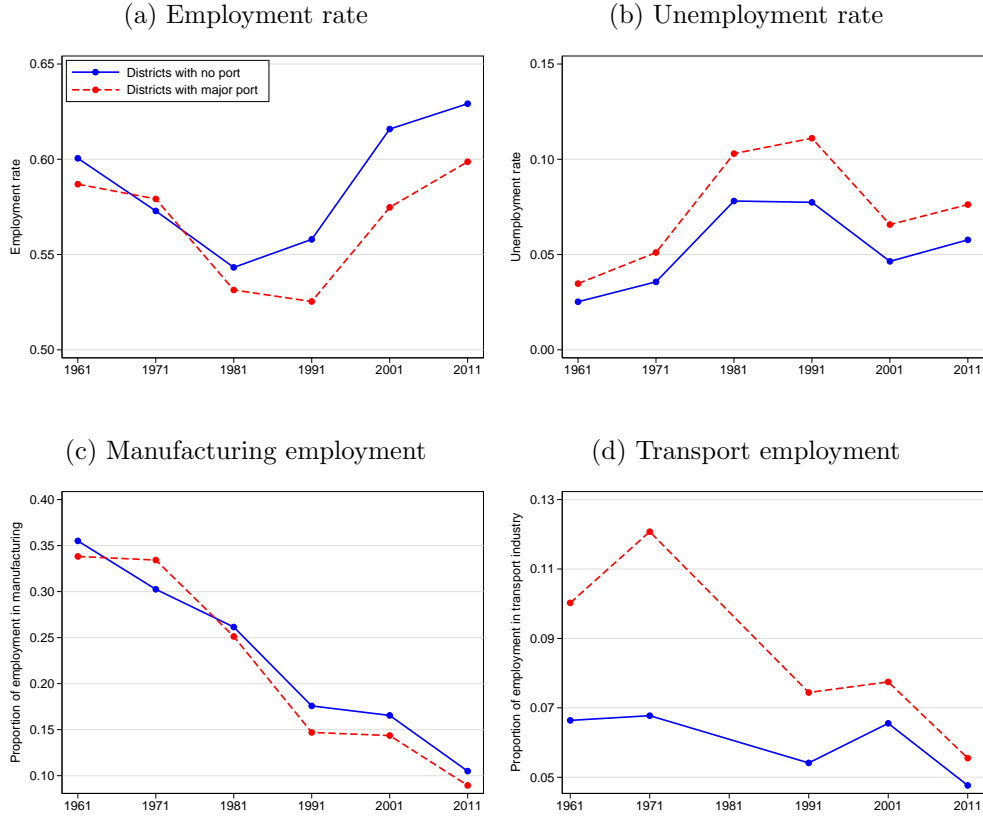 (a) Employment rate
0.65
0.60
0.55
0.50
Employment rate
Districts with no port
Districts with major port
1961 1971 1981 1991 2001 2011
(b) Unemployment rate
0.15
0.10
0.05
0.00
Unemployment rate
1961 1971 1981 1991 2001 2011
(c) Manufacturing employment
0.40
0.35
0.30
0.25
0.20
0.15
0.10
Proportion of employment in manufacturing
1961 1971 1981 1991 2001 2011
(d) Transport employment
0.13
0.11
0.09
0.07
0.05
Proportion of employment in transport industry
1961 1971 1981 1991 2001 2011